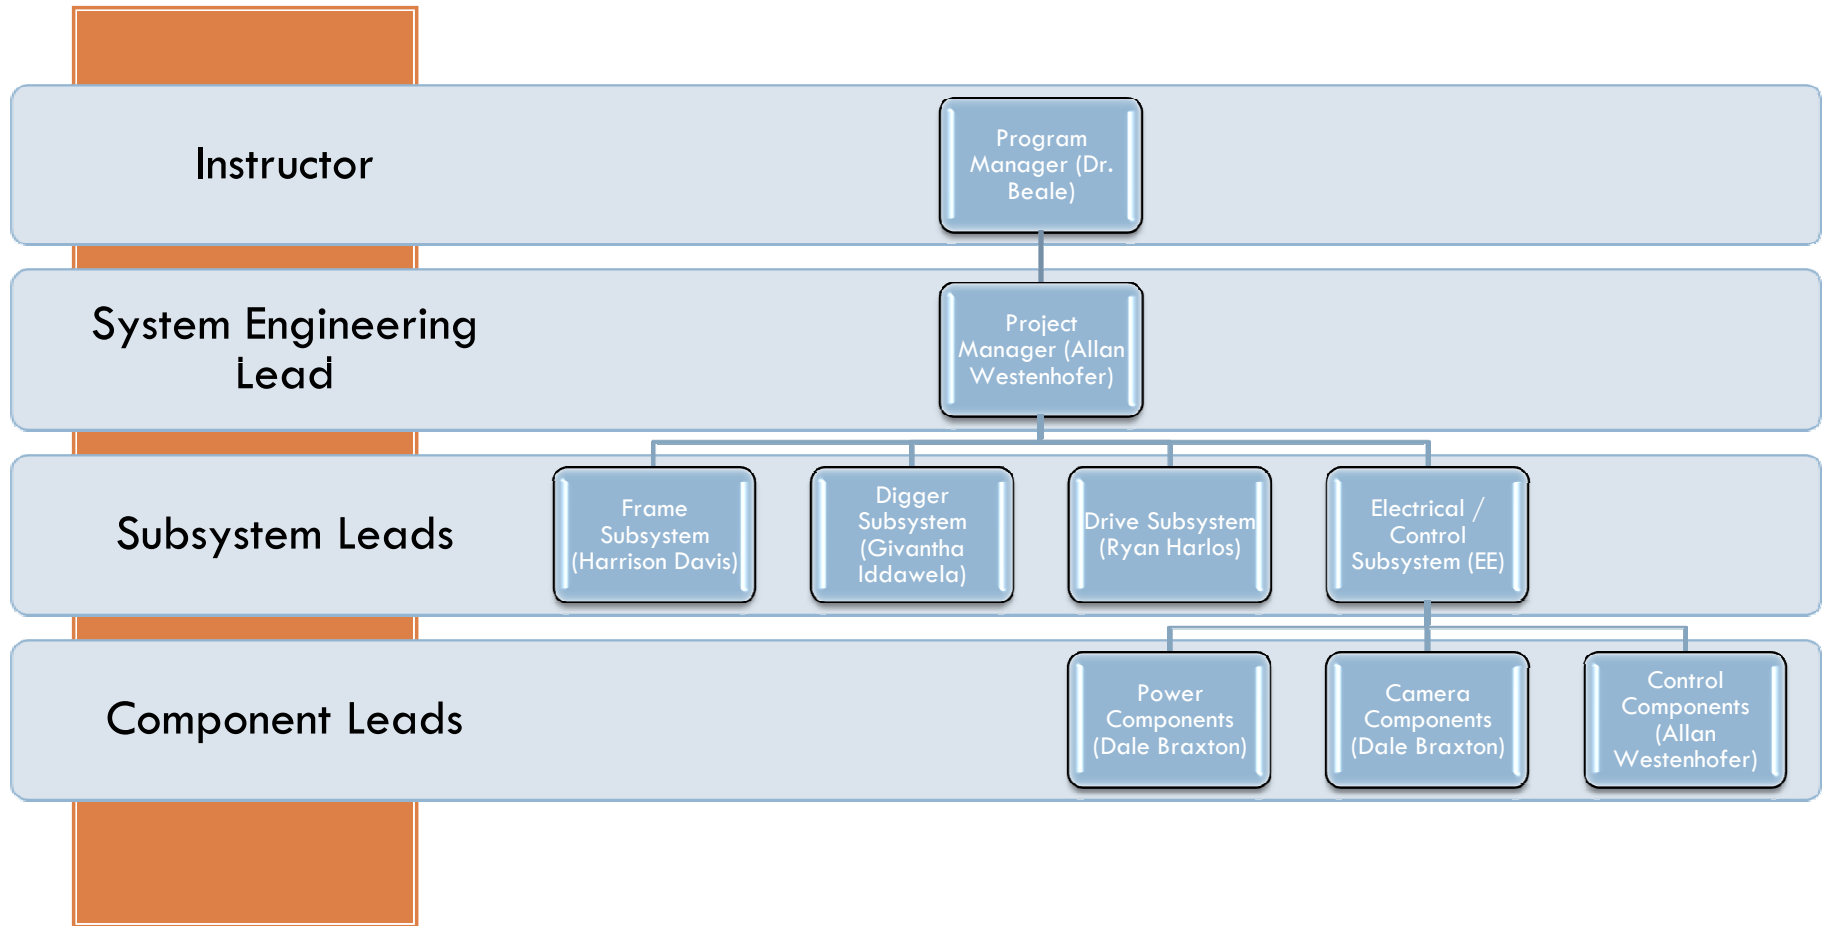 Instructor
Program
Manager (Dr.
Beale)
System Engineering
Lead
Project
Manager (Allan
Westenhofer)
Subsystem Leads
Frame
Subsystem
(Harrison Davis)
Digger
Subsystem
(Givantha
Iddawela)
Drive Subsystem
(Ryan Harlos)
Electrical /
Control
Subsystem (EE)
Component Leads
Power
Components
(Dale Braxton)
Camera
Components
(Dale Braxton)
Control
Components
(Allan
Westenhofer)